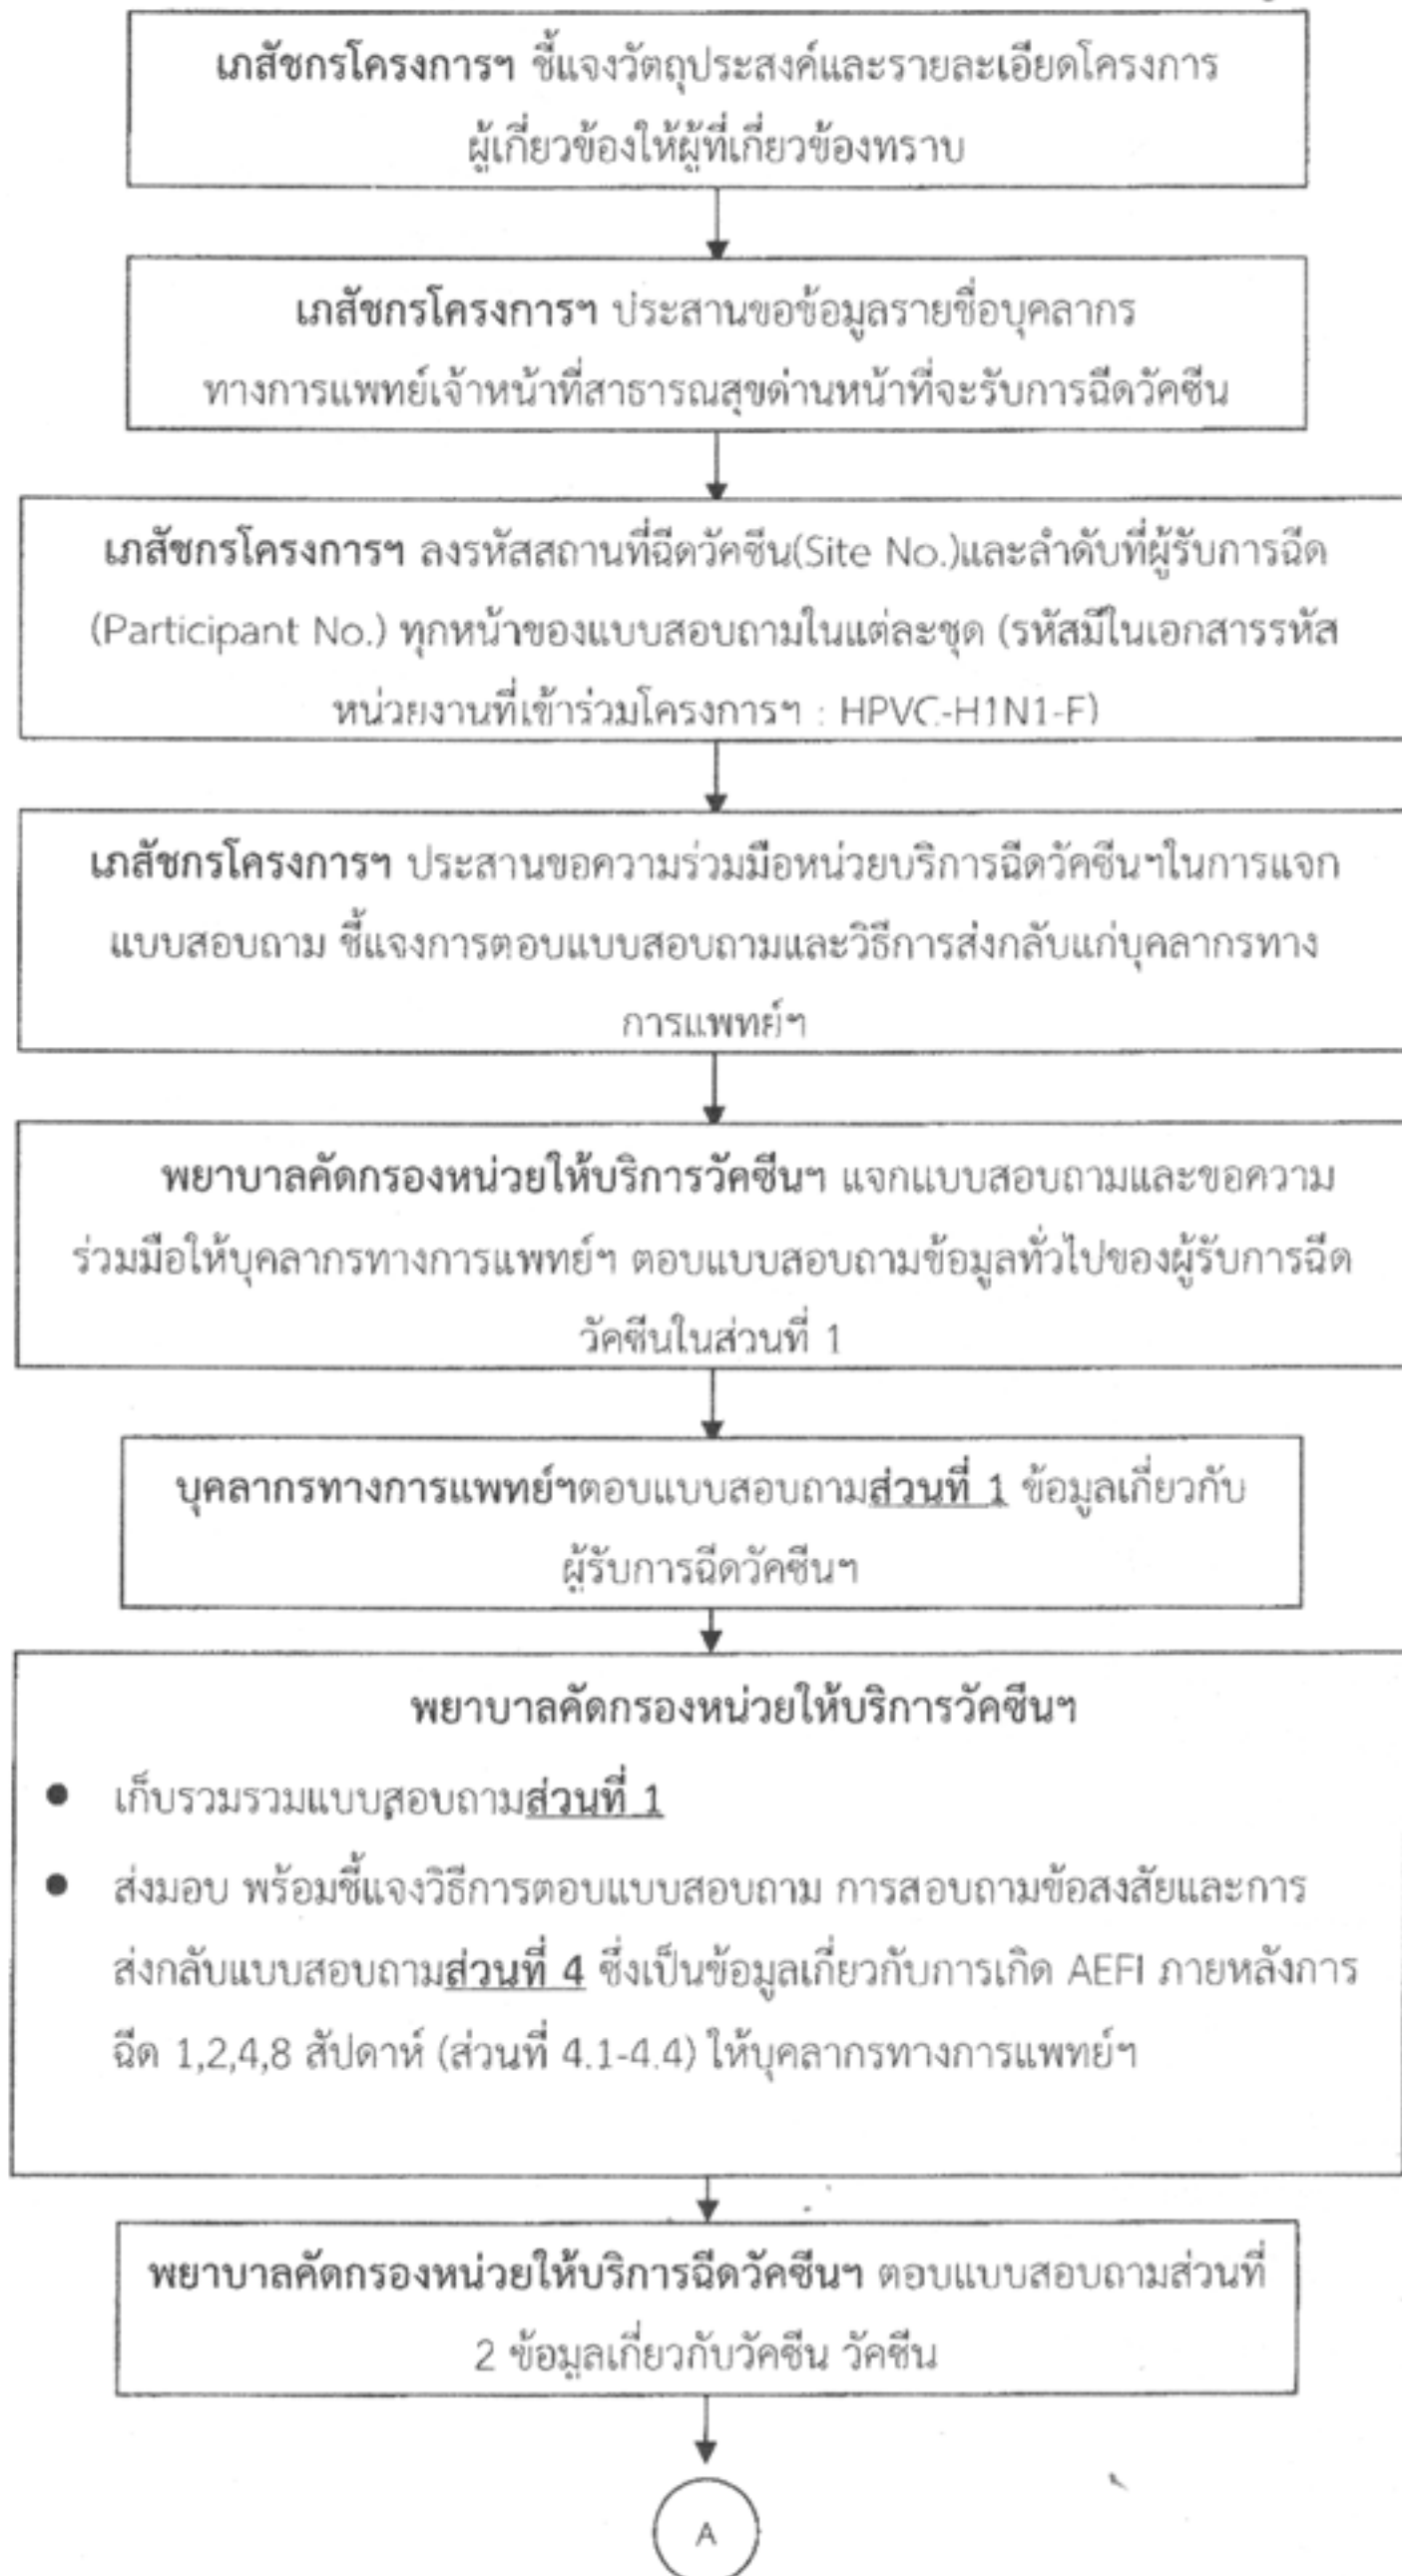 เภสัชกรโครงการฯ ชี้แจงวัตถุประสงค์และรายละเอียดโครงการ
ผู้เกี่ยวข้องให้ผู้ที่เกี่ยวข้องทราบ
เภสัชกรโครงการฯ ประสานขอข้อมูลรายชื่อบุคลากร
ทางการแพทย์เจ้าหน้าที่สาธารณสุขด่านหน้าที่จะรับการฉีดวัคซีน
เภสัชกรโครงการฯ ลงรหัสสถานที่ฉีดวัคซีน(Site No.)และลำดับที่ผู้รับการฉีด
(Participant No.) ทุกหน้าของแบบสอบถามในแต่ละชุด (รหัสมีในเอกสารรหัส
หน่วยงานที่เข้าร่วมโครงการฯ : HPVC-H1N1-F)
เภสัชกรโครงการฯ ประสานขอความร่วมมือหน่วยบริการฉีดวัคซีนฯในการแจก
แบบสอบถาม ชี้แจงการตอบแบบสอบถามและวิธีการส่งกลับแก่บุคลากรทาง
การแพทย์ฯ
พยาบาลคัดกรองหน่วยให้บริการวัคซีนฯ แจกแบบสอบถามและขอความ
ร่วมมือให้บุคลากรทางการแพทย์ฯ ตอบแบบสอบถามข้อมูลทั่วไปของผู้รับการฉีด
วัคซีนในส่วนที่ 1
บุคลากรทางการแพทย์ฯตอบแบบสอบถามส่วนที่ 1 ข้อมูลเกี่ยวกับ
ผู้รับการฉีดวัคซีนฯ
พยาบาลคัดกรองหน่วยให้บริการวัคซีนฯ
● เก็บรวมรวมแบบสอบถามส่วนที่ 1
● ส่งมอบ พร้อมชี้แจงวิธีการตอบแบบสอบถาม การสอบถามข้อสงสัยและการ
ส่งกลับแบบสอบถามส่วนที่ 4 ซึ่งเป็นข้อมูลเกี่ยวกับการเกิด AEFI ภายหลังการ
ฉีด 1,2,4,8 สัปดาห์ (ส่วนที่ 4.1-4.4) ให้บุคลากรทางการแพทย์ฯ
พยาบาลคัดกรองหน่วยให้บริการฉีดวัคซีนฯ ตอบแบบสอบถามส่วนที่
2 ข้อมูลเกี่ยวกับวัคซีน วัคซีน
A